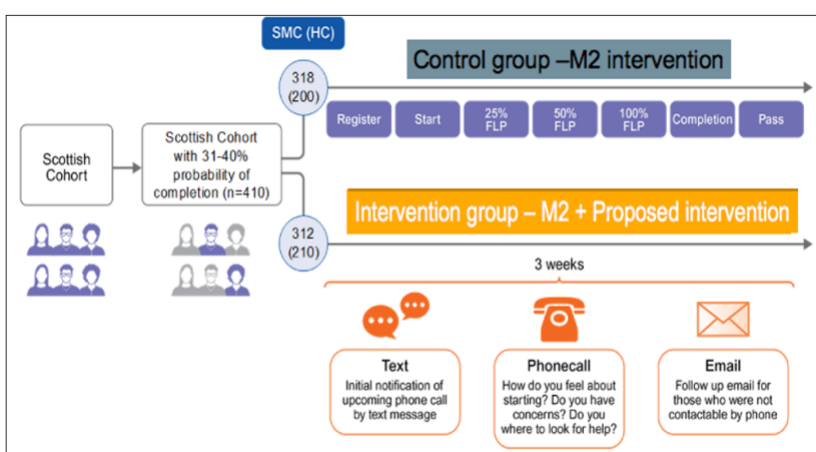 SMC (HC)
Control group –M2 intervention
318
(200)
Register
Start
25%
FLP
50%
FLP
100%
FLP
Completion
Pass
Scottish
Cohort
Scottish Cohort
with 31-40%
probability of
completion (n=410)
Intervention group – M2 + Proposed intervention
312
(210)
3 weeks
Text
Initial notification of
upcoming phone call
by text message
Phonecall
How do you feel about
starting? Do you have
concerns? Do you
where to look for help?
Email
Follow up email for
those who were not
contactable by phone